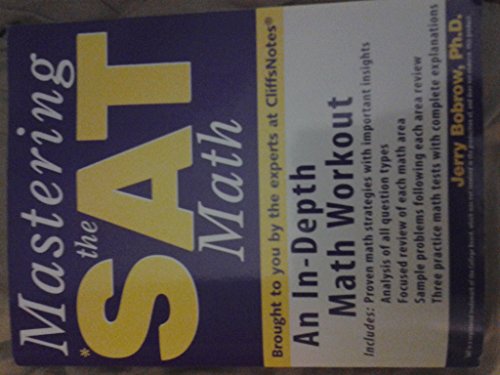 Mastering
the
*SAT
Math
Brought to you by the experts at CliffsNotes®
An In-Depth
Math Workout
Includes: Proven math strategies with important insights
Analysis of all question types
Focused review of each math area
Sample problems following each area review
Three practice math tests with complete explanations
Jerry Bobrow, Ph.D.